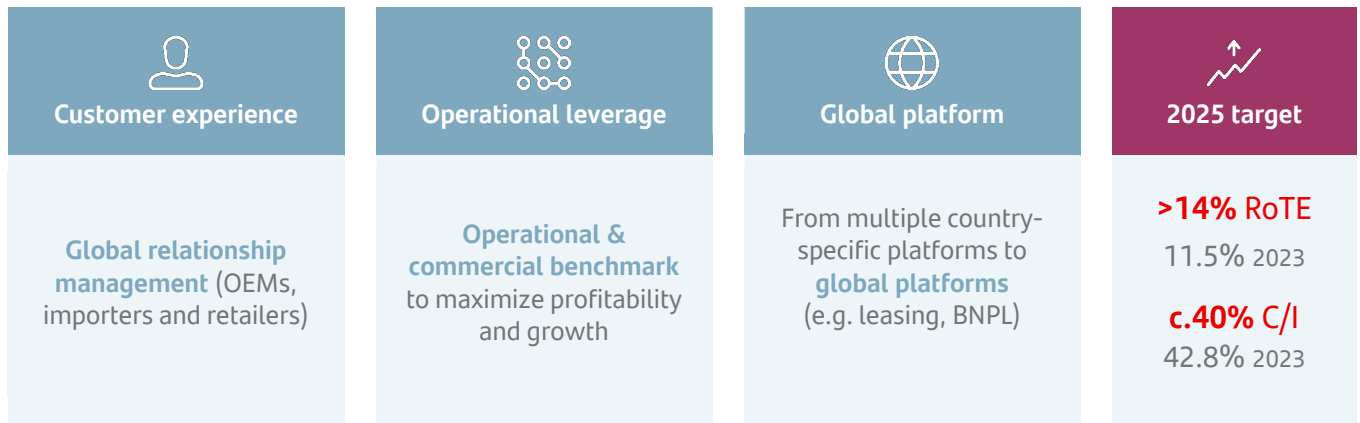 Customer experience
Global relationship
management (OEMs,
importers and retailers)
Operational leverage
Operational &
commercial benchmark
to maximize profitability
and growth
Global platform
From multiple country-
specific platforms to
global platforms
(e.g. leasing, BNPL)
2025 target
>14% RoTE
11.5% 2023
c.40% C/I
42.8% 2023